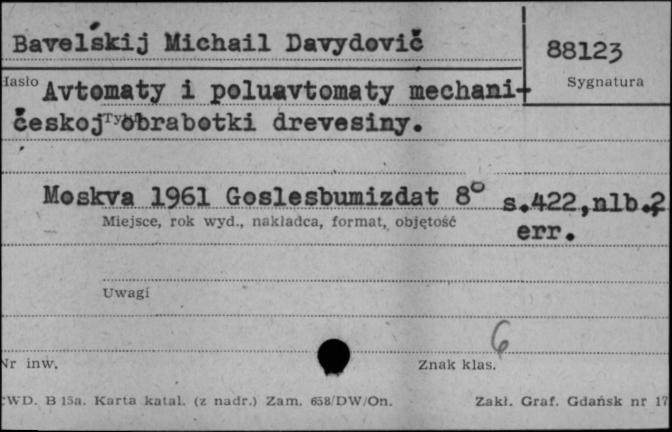 Bavelśkij Michail Davydovič
88123
Hasło
Sygnatura
Avtomaty i poluavtomaty mechani-
českoj obrabotki drevesiny.
Moskva 1961 Goslesbumizdat 8° s.422,nlb.2
Miejsce, rok wyd., nakładca, format, objętość
err.
Uwagi
6
Nr inw.
Znak klas.
WD. B 15a. Karta katal. (z nadr.) Zam. 658/DW/On.
Zakł. Graf. Gdańsk nr 17